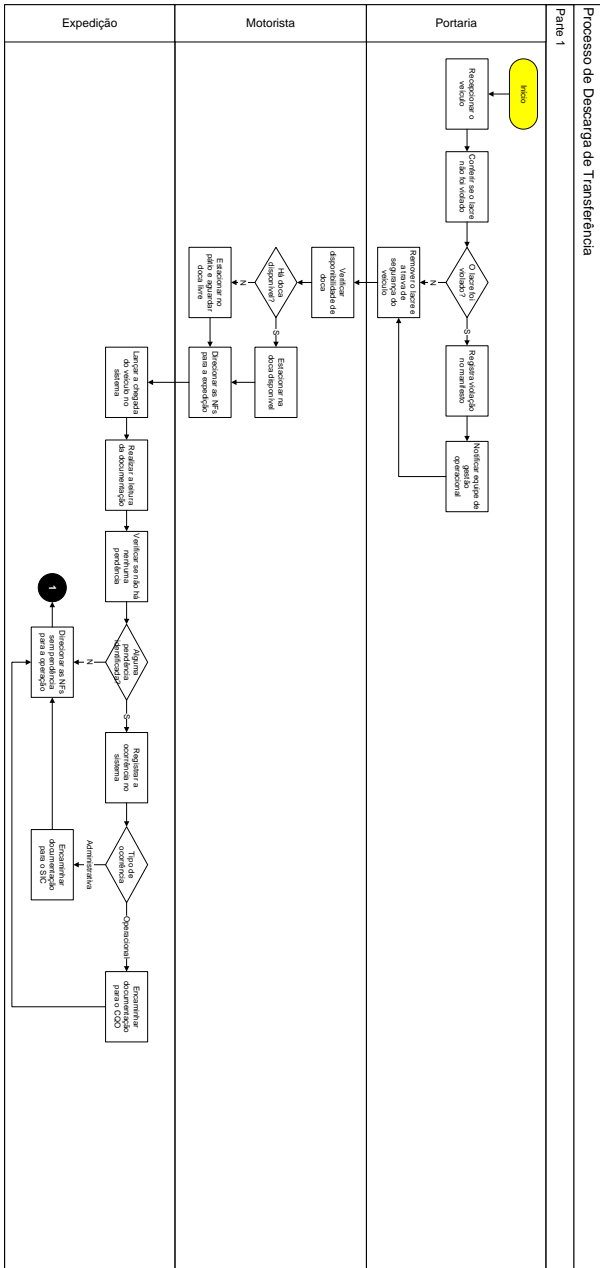 Processo de Descarga de Transferência
Parte 1
Portaria
Início
Recepcionar o
veículo
Conferir se o lacre
não foi violado
O lacre foi
violado?
S
Registra violação
no manifesto
Notificar equipe de
gestão
operacional
N
Remover o lacre e
a trava de
segurança do
veículo
Motorista
Verificar
disponibilidade de
doca
Há doca
disponível?
S
Estacionar na
doca disponível
N
Estacionar no
pátio e aguardar
doca livre
Direcionar as NFs
para a expedição
Expedição
Lançar a chegada
do veículo no
sistema
Realizar a leitura
da documentação
Verificar se não há
nenhuma
pendência
Alguma
pendência
identificada?
S
Registrar a
ocorrência no
sistema
Tipo de
ocorrência
Operacional
Encaminhar
documentação
para o CQO
Administrativa
Encaminhar
documentação
para o SIC
N
Direcionar as NFs
sem pendência
para a operação
1